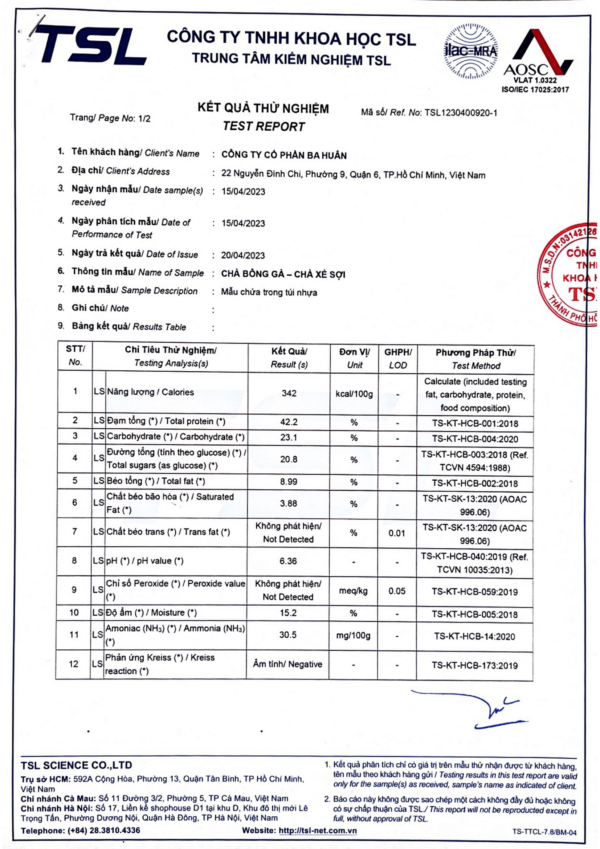 TSL
CÔNG TY TNHH KHOA HỌC TSL
TRUNG TÂM KIỂM NGHIỆM TSL
ilac-MRA
AOSC
VLAT 1.0322
ISO/IEC 17025:2017
Trang/ Page No: 1/2
KẾT QUẢ THỬ NGHIỆM
TEST REPORT
Mã số/ Ref. No: TSL1230400920-1
1. Tên khách hàng/ Client's Name : CÔNG TY CỔ PHẦN BA HUÂN
2. Địa chỉ/ Client's Address : 22 Nguyễn Đình Chi, Phường 9, Quận 6, TP.Hồ Chí Minh, Việt Nam
3. Ngày nhận mẫu/ Date sample(s) received : 15/04/2023
4. Ngày phân tích mẫu/ Date of Performance of Test : 15/04/2023
5. Ngày trả kết quả/ Date of Issue : 20/04/2023
6. Thông tin mẫu/ Name of Sample : CHÀ BÔNG GÀ – CHÀ XÉ SỢI
7. Mô tả mẫu/ Sample Description : Mẫu chứa trong túi nhựa
8. Ghi chú/ Note :
9. Bảng kết quả/ Results Table :
M.S.D.N:03142126
CÔNG
TNH
KHOA H
TS
THÀNH PHỐ HỒ
STT/ No. Chỉ Tiêu Thử Nghiệm/ Testing Analysis(s) Kết Quả/ Result (s) Đơn Vị/ Unit GHPH/ LOD Phương Pháp Thử/ Test Method
1 LS Năng lượng / Calories 342 kcal/100g - Calculate (included testing fat, carbohydrate, protein, food composition)
2 LS Đạm tổng (*) / Total protein (*) 42.2 % - TS-KT-HCB-001:2018
3 LS Carbohydrate (*) / Carbohydrate (*) 23.1 % - TS-KT-HCB-004:2020
4 LS Đường tổng (tính theo glucose) (*) / Total sugars (as glucose) (*) 20.8 % - TS-KT-HCB-003:2018 (Ref. TCVN 4594:1988)
5 LS Béo tổng (*) / Total fat (*) 8.99 % - TS-KT-HCB-002:2018
6 LS Chất béo bão hòa (*) / Saturated Fat (*) 3.88 % - TS-KT-SK-13:2020 (AOAC 996.06)
7 LS Chất béo trans (*) / Trans fat (*) Không phát hiện/ Not Detected % 0.01 TS-KT-SK-13:2020 (AOAC 996.06)
8 LS pH (*) / pH value (*) 6.36 - - TS-KT-HCB-040:2019 (Ref. TCVN 10035:2013)
9 LS Chỉ số Peroxide (*) / Peroxide value (*) Không phát hiện/ Not Detected meq/kg 0.05 TS-KT-HCB-059:2019
10 LS Độ ẩm (*) / Moisture (*) 15.2 % - TS-KT-HCB-005:2018
11 LS Amoniac (NH₃) (*) / Ammonia (NH₃) (*) 30.5 mg/100g - TS-KT-HCB-14:2020
12 LS Phản ứng Kreiss (*) / Kreiss reaction (*) Âm tính/ Negative - - TS-KT-HCB-173:2019
TSL SCIENCE CO.,LTD
Trụ sở HCM: 592A Cộng Hòa, Phường 13, Quận Tân Bình, TP Hồ Chí Minh,
Việt Nam
Chi nhánh Cà Mau: Số 11 Đường 3/2, Phường 5, TP Cà Mau, Việt Nam
Chi nhánh Hà Nội: Số 17, Liền kề shophouse D1 tại khu D, Khu đô thị mới Lê
Trọng Tấn, Phường Dương Nội, Quận Hà Đông, TP Hà Nội, Việt Nam
Telephone: (+84) 28.3810.4336 Website: http://tsl-net.com.vn
1. Kết quả phân tích chỉ có giá trị trên mẫu thử nhận được từ khách hàng,
tên mẫu theo khách hàng gửi / Testing results in this test report are valid
only for the sample(s) as received, sample's name as indicated of client.
2. Báo cáo này không được sao chép một cách không đầy đủ hoặc không
có sự chấp thuận của TSL./ This report will not be reproduced except in
full, without approval of TSL.
TS-TTCL-7.8/BM-04